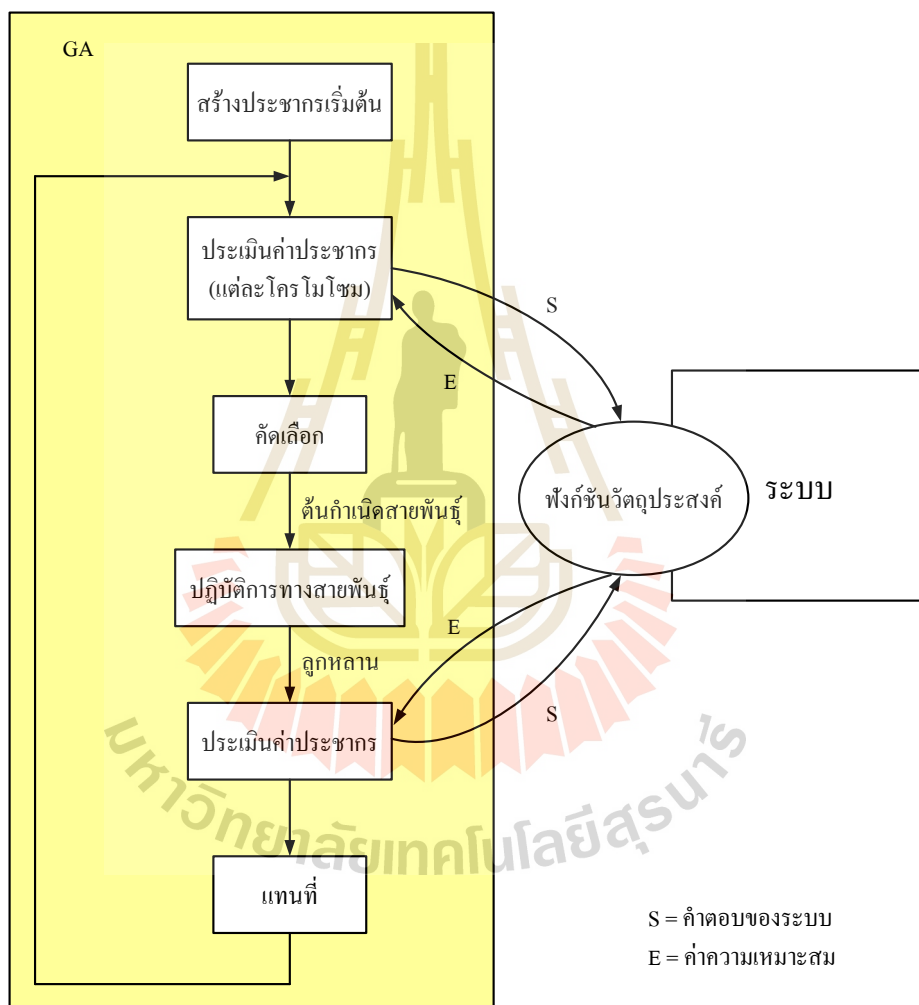 GA
สร้างประชากรเริ่มต้น
ประเมินค่าประชากร
(แต่ละโครโมโซม)
S
E
คัดเลือก
ฟังก์ชันวัตถุประสงค์
ระบบ
ต้นกำเนิดสายพันธุ์
ปฏิบัติการทางสายพันธุ์
E
ลูกหลาน
S
ประเมินค่าประชากร
มหาวิทยาลัยเทคโนโลยีสุรนารี
แทนที่
S = คำตอบของระบบ
E = ค่าความเหมาะสม